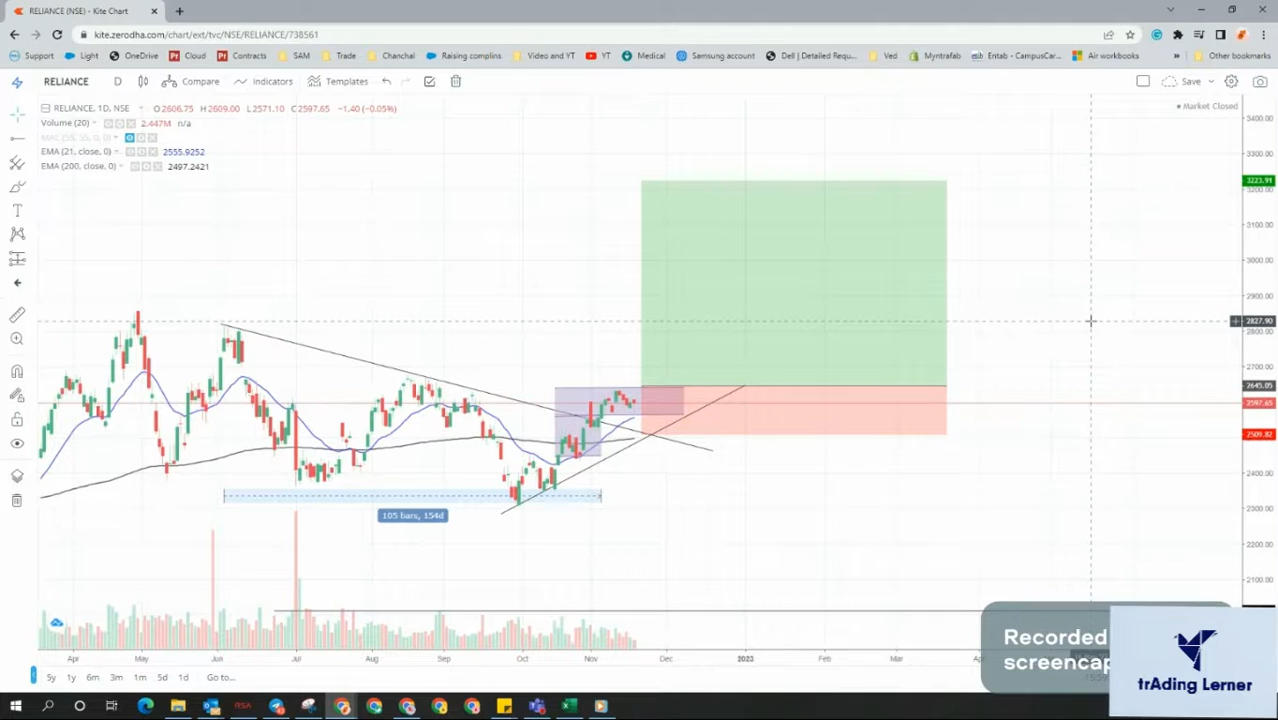 RELIANCE (NSE) - Kite Chart
kite.zerodha.com/chart/ext/tvc/NSE/RELIANCE/738561
Support Light OneDrive Cloud Contracts SAM Trade Chanchal Raising complins Video and YT YT Medical Samsung account Dell | Detailed Requ... Ved Myntrafab Entab - CampusCar... Air workbooks Other bookmarks
RELIANCE D Compare Indicators Templates Save
RELIANCE, 1D, NSE O2606.75 H2609.00 L2571.10 C2597.65 −1.40 (−0.05%) Market Closed
Volume (20) 2.447M n/a
EMA (21, close, 0) 2555.9252
EMA (200, close, 0) 2497.2421
3400.00
3300.00
3223.91
3200.00
3100.00
3000.00
2900.00
2827.90
2800.00
2700.00
2645.05
2597.65
2509.82
2400.00
2300.00
2200.00
2100.00
105 bars, 154d
Recorded
screencap
trAding Lerner
Apr May Jun Jul Aug Sep Oct Nov Dec 2023 Feb Mar
5y 1y 6m 3m 1m 5d 1d Go to...
RSA